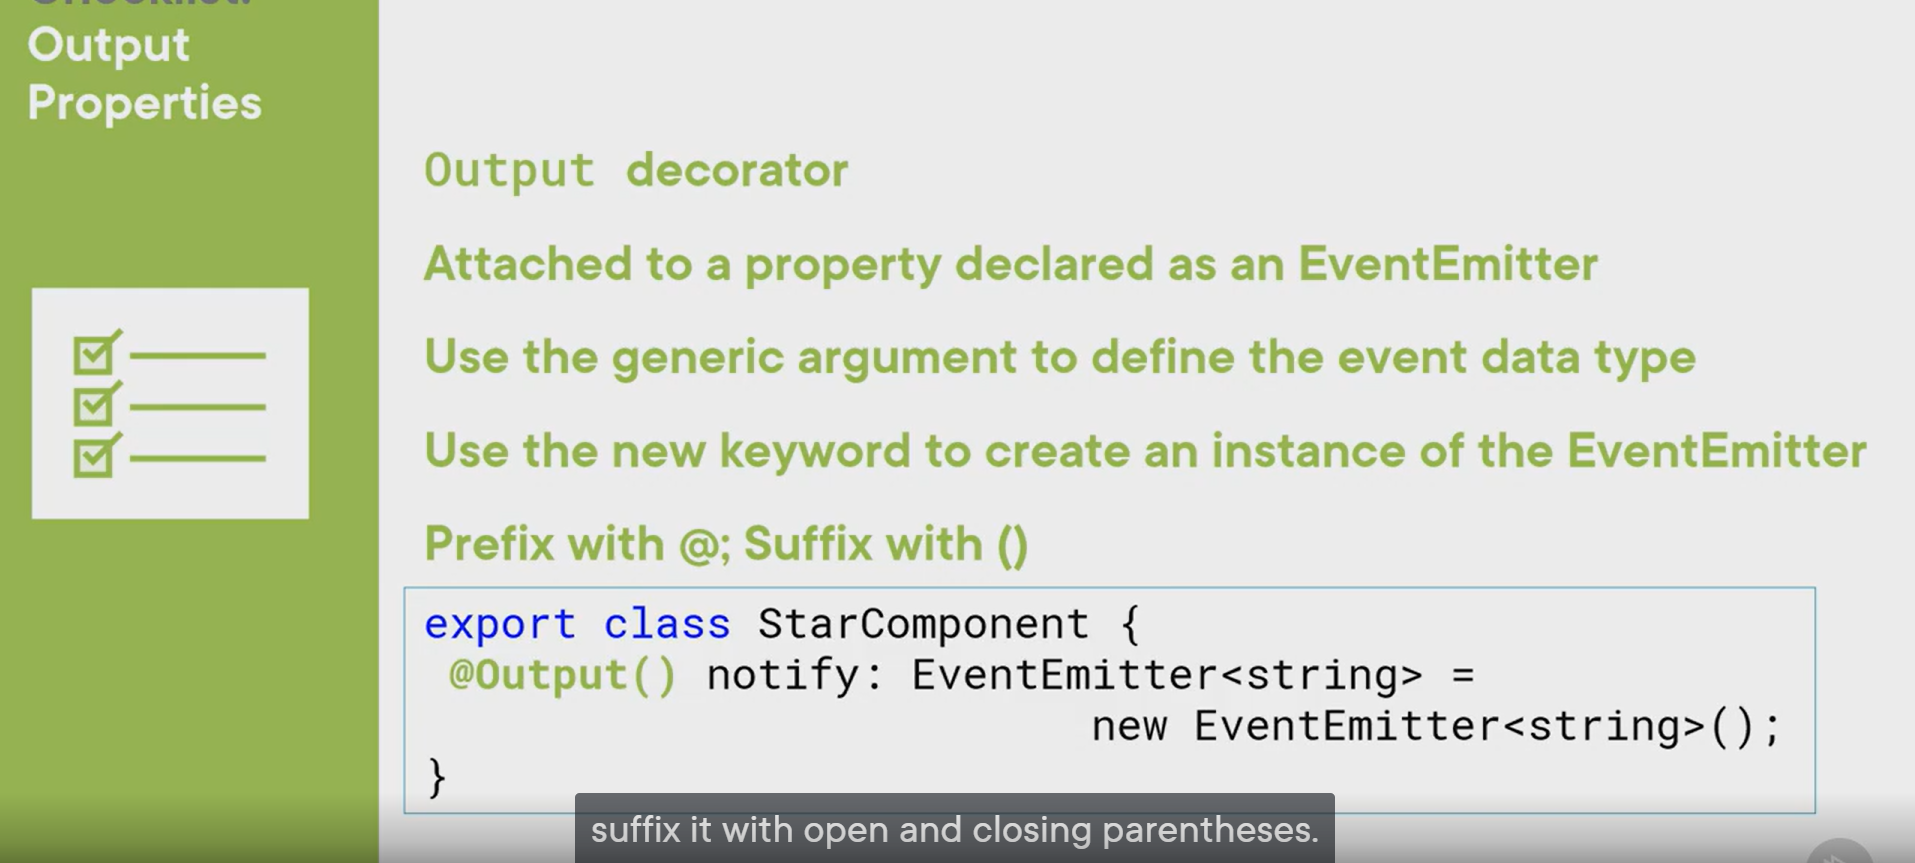 Checklist:
Output
Properties
Output decorator
Attached to a property declared as an EventEmitter
Use the generic argument to define the event data type
Use the new keyword to create an instance of the EventEmitter
Prefix with @; Suffix with ()
export class StarComponent {
@Output() notify: EventEmitter<string> =
new EventEmitter<string>();
}
suffix it with open and closing parentheses.